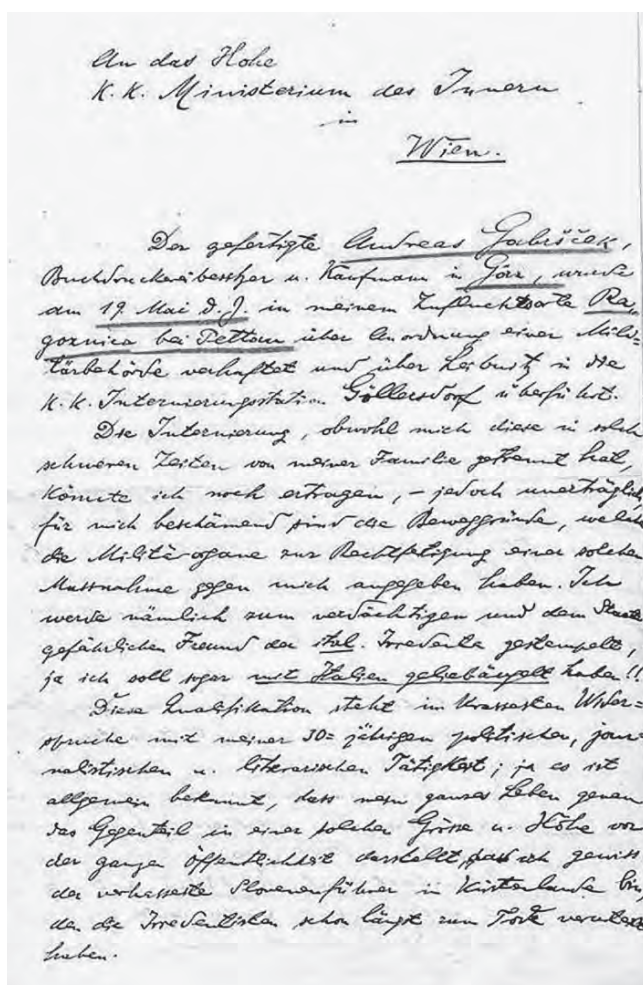 An das Hohe
K. K. Ministerium des Innern
in
Wien.
Der gefertigte Andreas Gabršček,
Buchdruckereibesitzer u. Kaufmann in Görz, wurde
am 19. Mai d. J. in meinem Zufluchtsorte Ra-
goznica bei Pettau über Anordnung einer Mili-
tärbehörde verhaftet und über Leibnitz in die
K. K. Internierungsstation Göllersdorf überführt.
Die Internierung, obwohl mich diese in solch
schweren Zeiten von meiner Familie getrennt hat,
könnte ich noch ertragen, – jedoch unerträglich
für mich beschämend sind die Beweggründe, welche
die Militärorgane zur Rechtfertigung einer solchen
Massnahme gegen mich angegeben haben. Ich
werde nämlich zum verdächtigen und dem Staate
gefährlichen Freund der ital. Irredenta gestempelt,
ja ich soll sogar mit Italien geliebäugelt haben!!
Diese Qualifikation steht im krassesten Wider=
spruche mit meiner 30=jährigen politischen, jour-
nalistischen u. literarischen Tätigkeit; ja es ist
allgemein bekannt, dass mein ganzes Leben genau
das Gegenteil in einer solchen Grösse u. Höhe vor
der ganzen Öffentlichkeit darstellt, dass ich gewiss
der verhassteste Slovenenführer in Küstenlande bin
den die Irredentisten schon längst zum Tode verurteilt
haben.